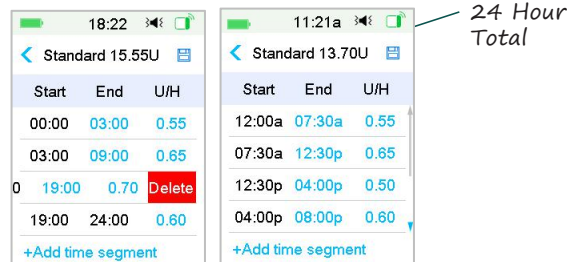 18:22
Standard 15.55U
Start End U/H
00:00 03:00 0.55
03:00 09:00 0.65
0 19:00 0.70 Delete
19:00 24:00 0.60
+Add time segment
11:21a
Standard 13.70U
Start End U/H
12:00a 07:30a 0.55
07:30a 12:30p 0.65
12:30p 04:00p 0.50
04:00p 08:00p 0.60
+Add time segment
24 Hour
Total